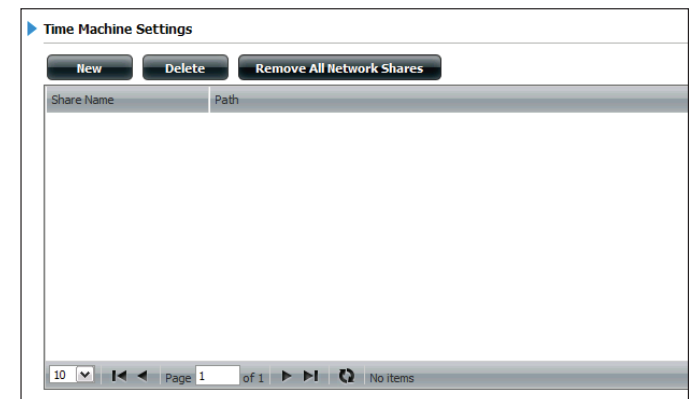 Time Machine Settings
New Delete Remove All Network Shares
Share Name Path
10 Page 1 of 1 No items